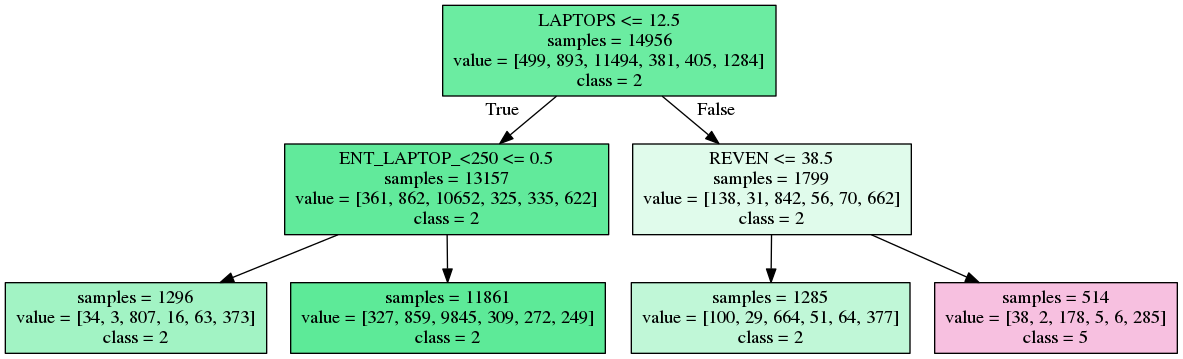 LAPTOPS <= 12.5
samples = 14956
value = [499, 893, 11494, 381, 405, 1284]
class = 2
True
False
ENT_LAPTOP_<250 <= 0.5
samples = 13157
value = [361, 862, 10652, 325, 335, 622]
class = 2
REVEN <= 38.5
samples = 1799
value = [138, 31, 842, 56, 70, 662]
class = 2
samples = 1296
value = [34, 3, 807, 16, 63, 373]
class = 2
samples = 11861
value = [327, 859, 9845, 309, 272, 249]
class = 2
samples = 1285
value = [100, 29, 664, 51, 64, 377]
class = 2
samples = 514
value = [38, 2, 178, 5, 6, 285]
class = 5